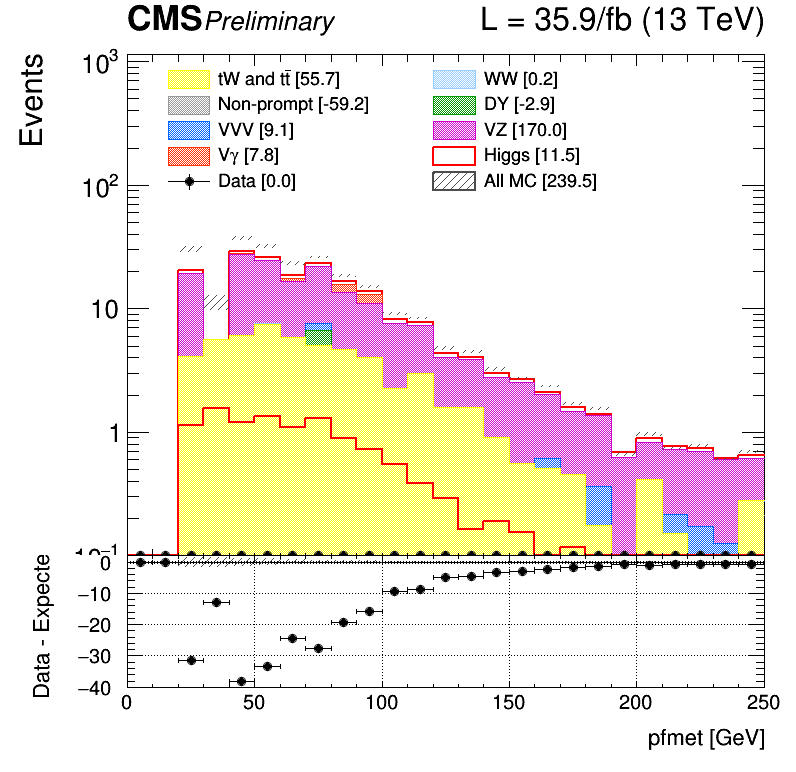 CMS Preliminary L = 35.9/fb (13 TeV)
Events
10³
10²
10
1
10⁻¹
tW and tt̄ [55.7]
WW [0.2]
Non-prompt [-59.2]
DY [-2.9]
VVV [9.1]
VZ [170.0]
Vγ [7.8]
Higgs [11.5]
Data [0.0]
All MC [239.5]
Data - Expecte
0
−10
−20
−30
−40
0 50 100 150 200 250
pfmet [GeV]